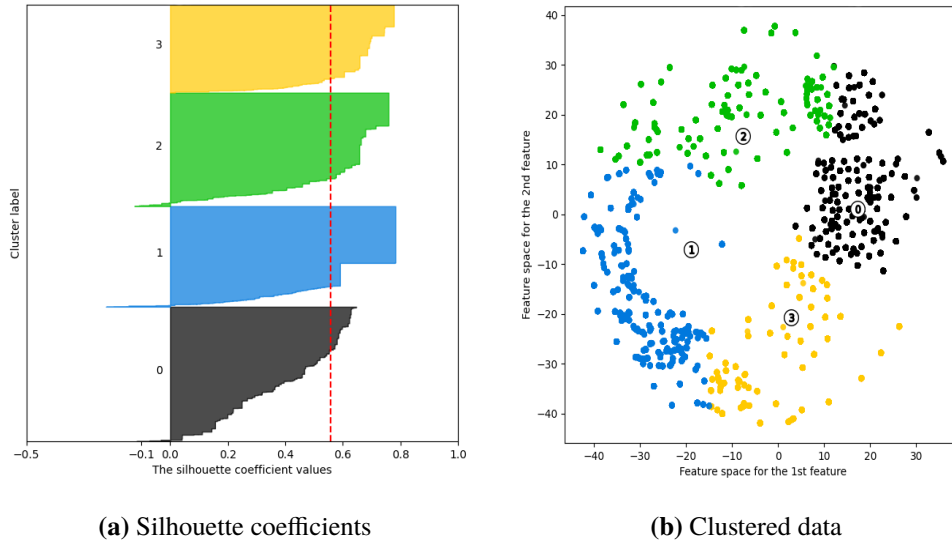 3
2
1
0
Cluster label
−0.5 −0.1 0.0 0.2 0.4 0.6 0.8 1.0
The silhouette coefficient values
(a) Silhouette coefficients
40
30
20
10
0
−10
−20
−30
−40
Feature space for the 2nd feature
2
0
1
3
−40 −30 −20 −10 0 10 20 30
Feature space for the 1st feature
(b) Clustered data